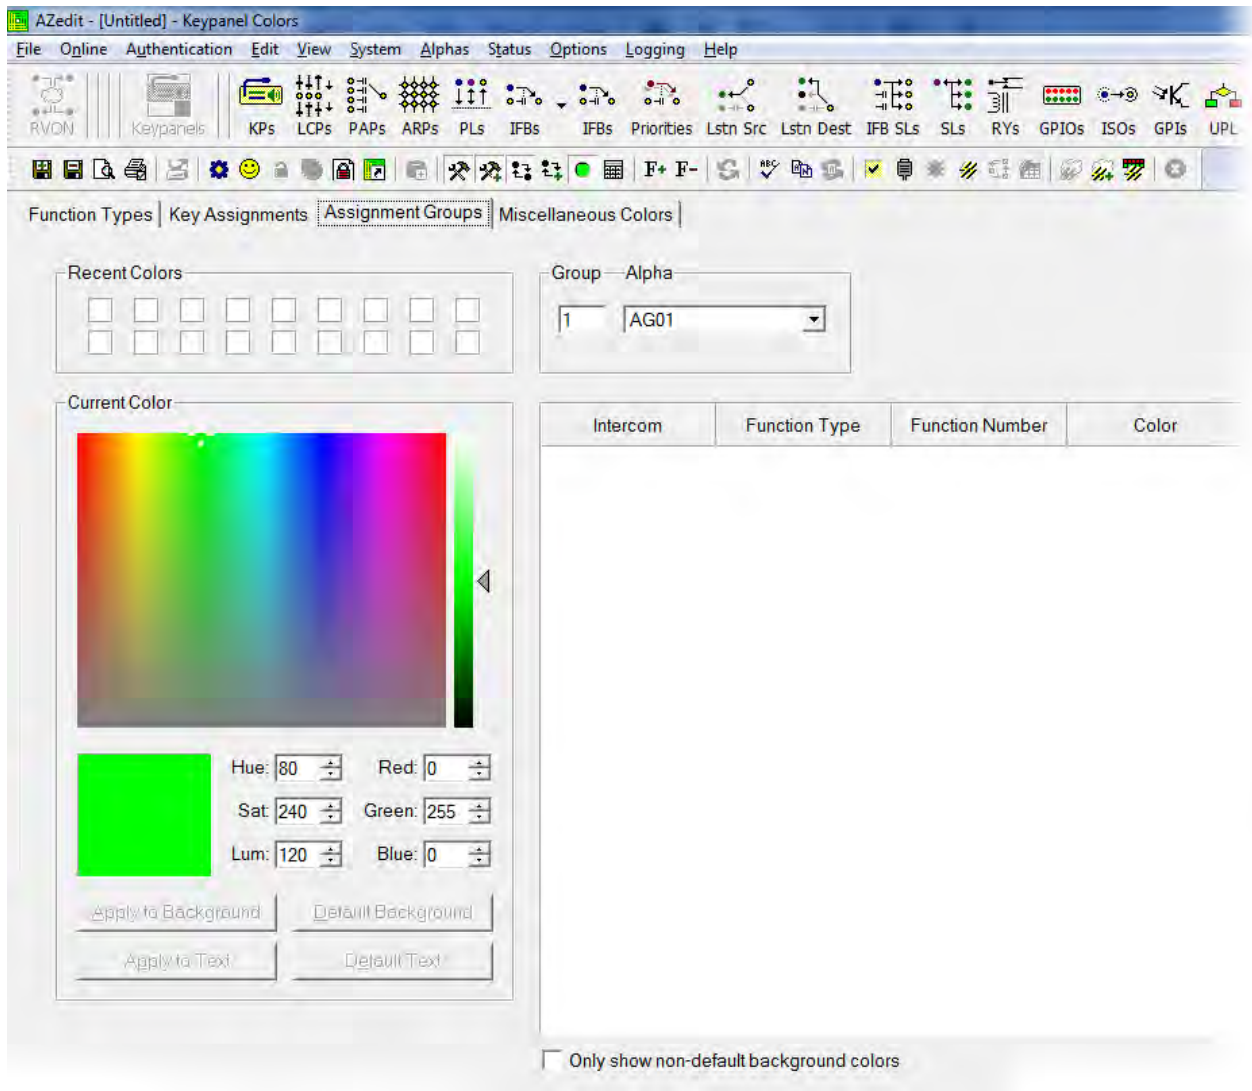 AZedit - [Untitled] - Keypanel Colors
File Online Authentication Edit View System Alphas Status Options Logging Help
RVON Keypanels KPs LCPs PAPs ARPs PLs IFBs IFBs Priorities Lstn Src Lstn Dest IFB SLs SLs RYs GPIOs ISOs GPIs UPL
F+ F- ABC
Function Types Key Assignments Assignment Groups Miscellaneous Colors
Recent Colors Group Alpha
1 AG01
Current Color
Intercom Function Type Function Number Color
Hue: 80 Red: 0
Sat: 240 Green: 255
Lum: 120 Blue: 0
Apply to Background Default Background
Apply to Text Default Text
Only show non-default background colors